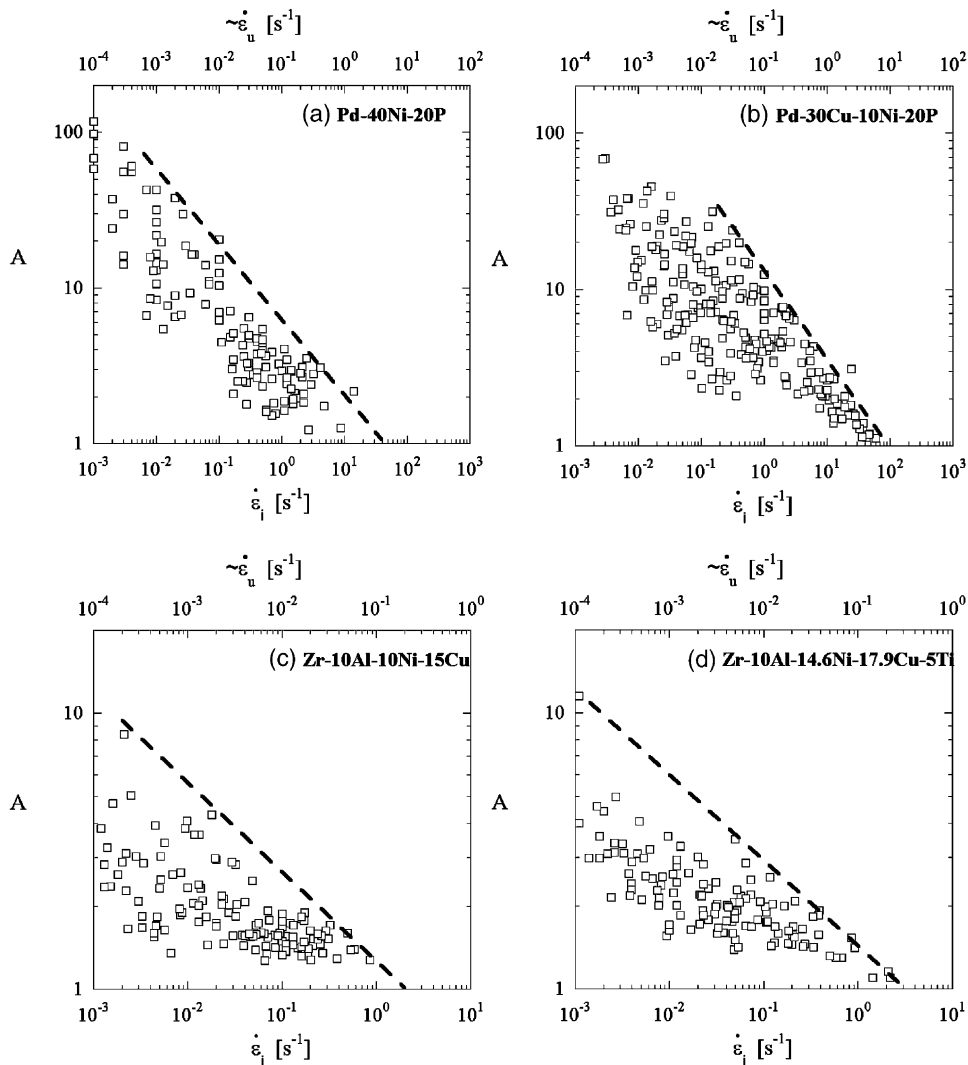 ~ε̇u [s-1] ~ε̇u [s-1]
10-4 10-3 10-2 10-1 100 101 102 10-4 10-3 10-2 10-1 100 101 102
(a) Pd-40Ni-20P (b) Pd-30Cu-10Ni-20P
100 100
A 10 A 10
1 1
10-3 10-2 10-1 100 101 102 103 10-3 10-2 10-1 100 101 102 103
ε̇i [s-1] ε̇i [s-1]
~ε̇u [s-1] ~ε̇u [s-1]
10-4 10-3 10-2 10-1 100 10-4 10-3 10-2 10-1 100
(c) Zr-10Al-10Ni-15Cu (d) Zr-10Al-14.6Ni-17.9Cu-5Ti
10 10
A A
1 1
10-3 10-2 10-1 100 101 10-3 10-2 10-1 100 101
ε̇i [s-1] ε̇i [s-1]